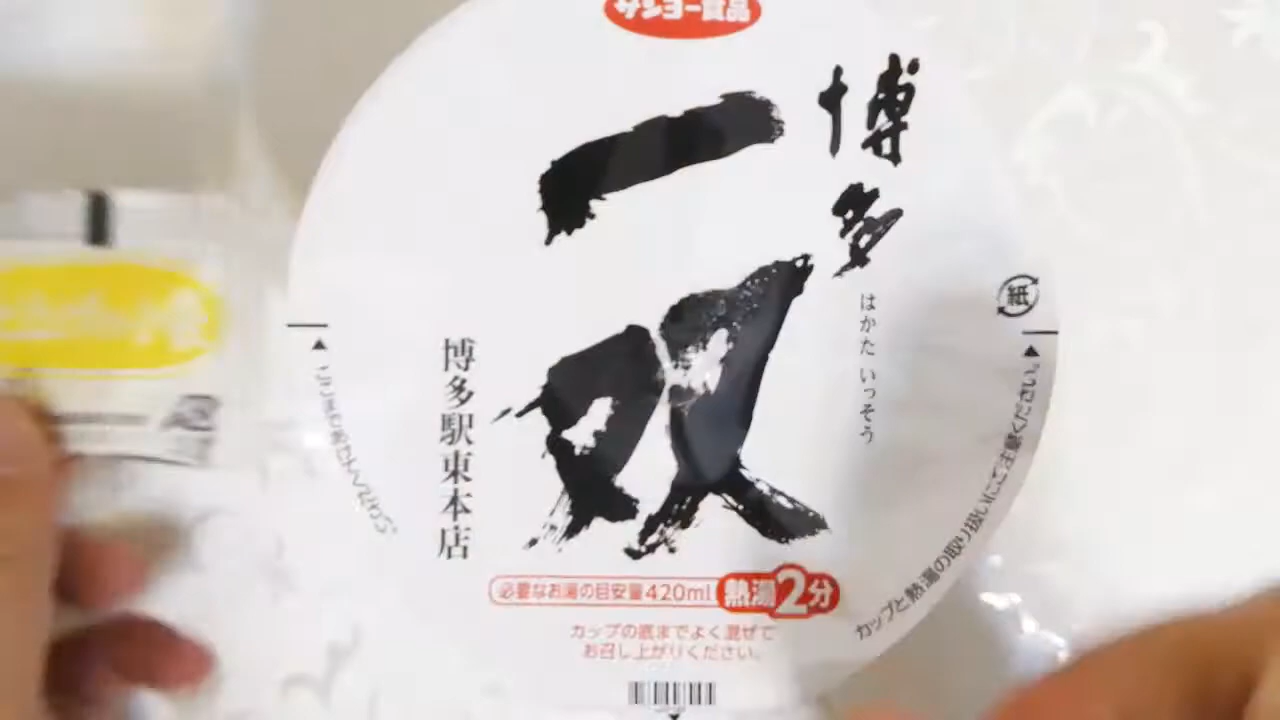 サンヨー食品
博多
一双
はかた いっそう
博多駅東本店
紙
必要なお湯の目安量420ml 熱湯2分
カップの底までよく混ぜて
お召し上がりください。
カップと熱湯の取り扱いにご注意ください